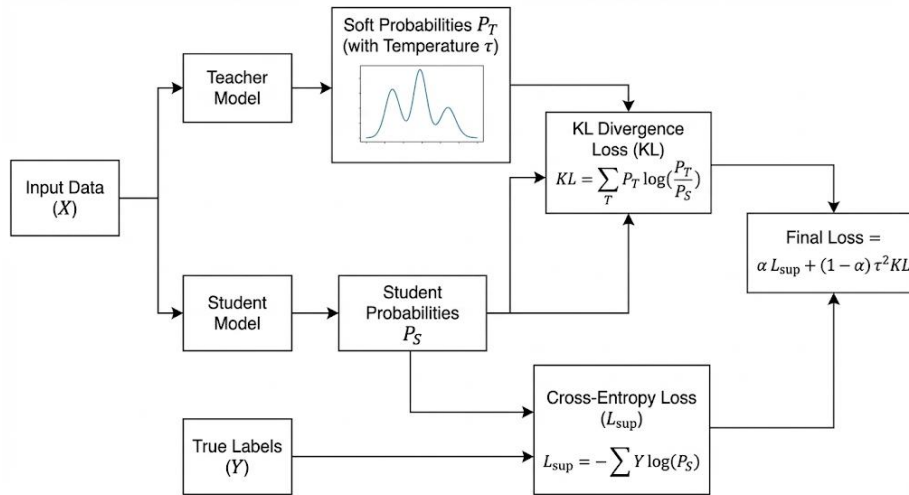 Soft Probabilities P_T
(with Temperature τ)
Teacher
Model
KL Divergence
Loss (KL)
KL = ∑_T P_T log(P_T/P_S)
Input Data
(X)
Final Loss =
α L_sup + (1 − α) τ² KL
Student
Model
Student
Probabilities
P_S
Cross-Entropy Loss
(L_sup)
L_sup = − ∑ Y log(P_S)
True Labels
(Y)